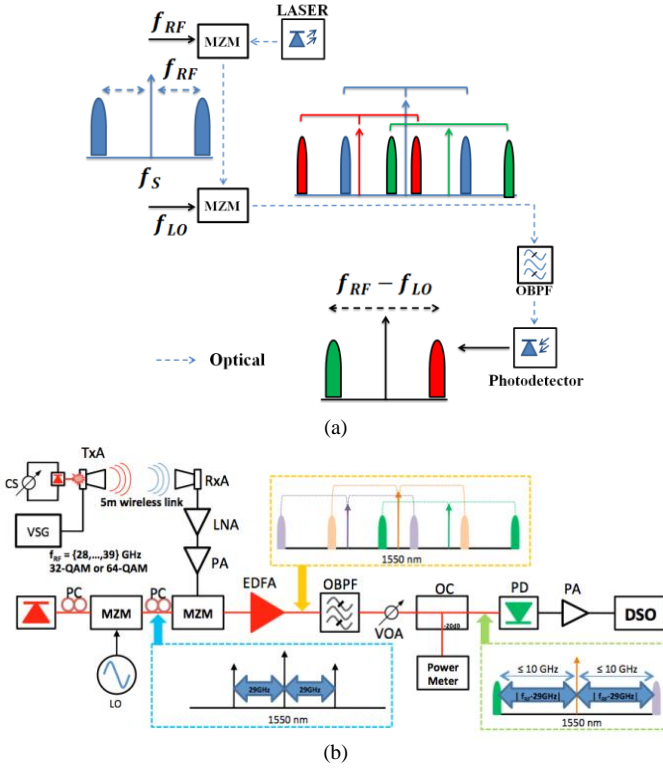 LASER
f_RF
MZM
f_RF
f_S
MZM
f_LO
OBPF
f_RF − f_LO
Optical
Photodetector
(a)
TxA
CS
RxA
5m wireless link
VSG
LNA
f_RF = {28,...,39} GHz
32-QAM or 64-QAM
PA
1550 nm
PC
PC
EDFA
OBPF
OC
PD
PA
MZM
MZM
DSO
VOA
-20dB
LO
Power
Meter
29GHz
29GHz
1550 nm
≤ 10 GHz
≤ 10 GHz
| f_RF-29GHz|
| f_RF-29GHz|
1550 nm
(b)